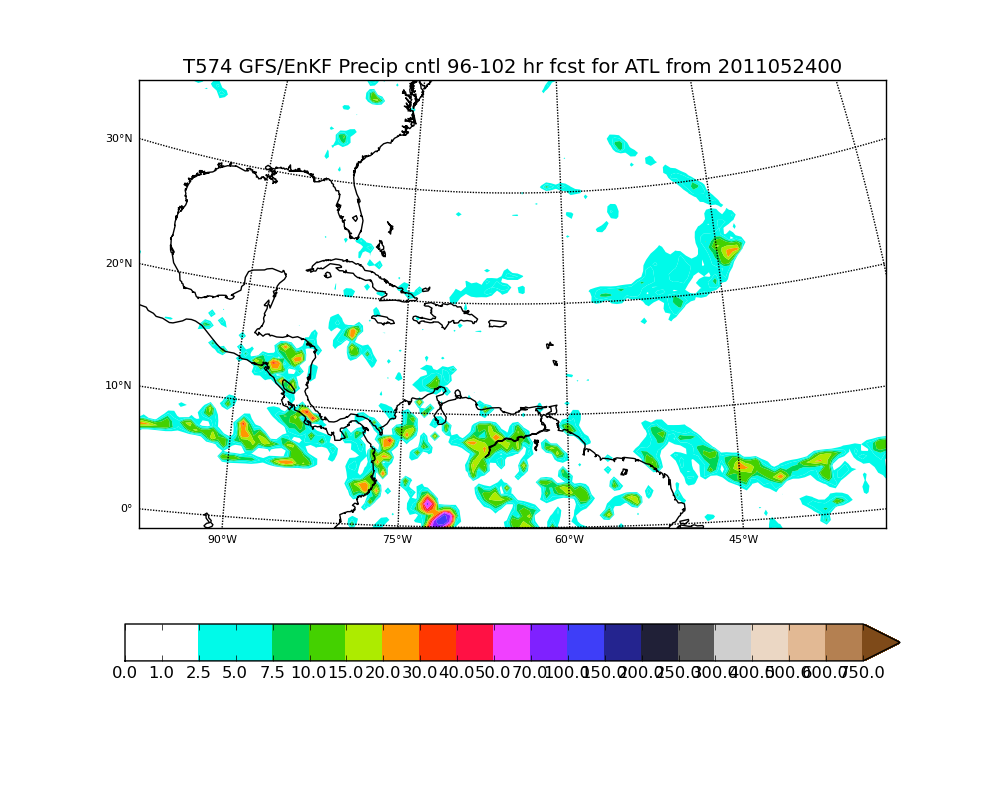 T574 GFS/EnKF Precip cntl 96-102 hr fcst for ATL from 2011052400
30°N
20°N
10°N
0°
90°W 75°W 60°W 45°W
0.0 1.0 2.5 5.0 7.5 10.0 15.0 20.0 30.0 40.0 50.0 70.0 100.0 150.0 200.0 250.0 300.0 400.0 500.0 600.0 750.0